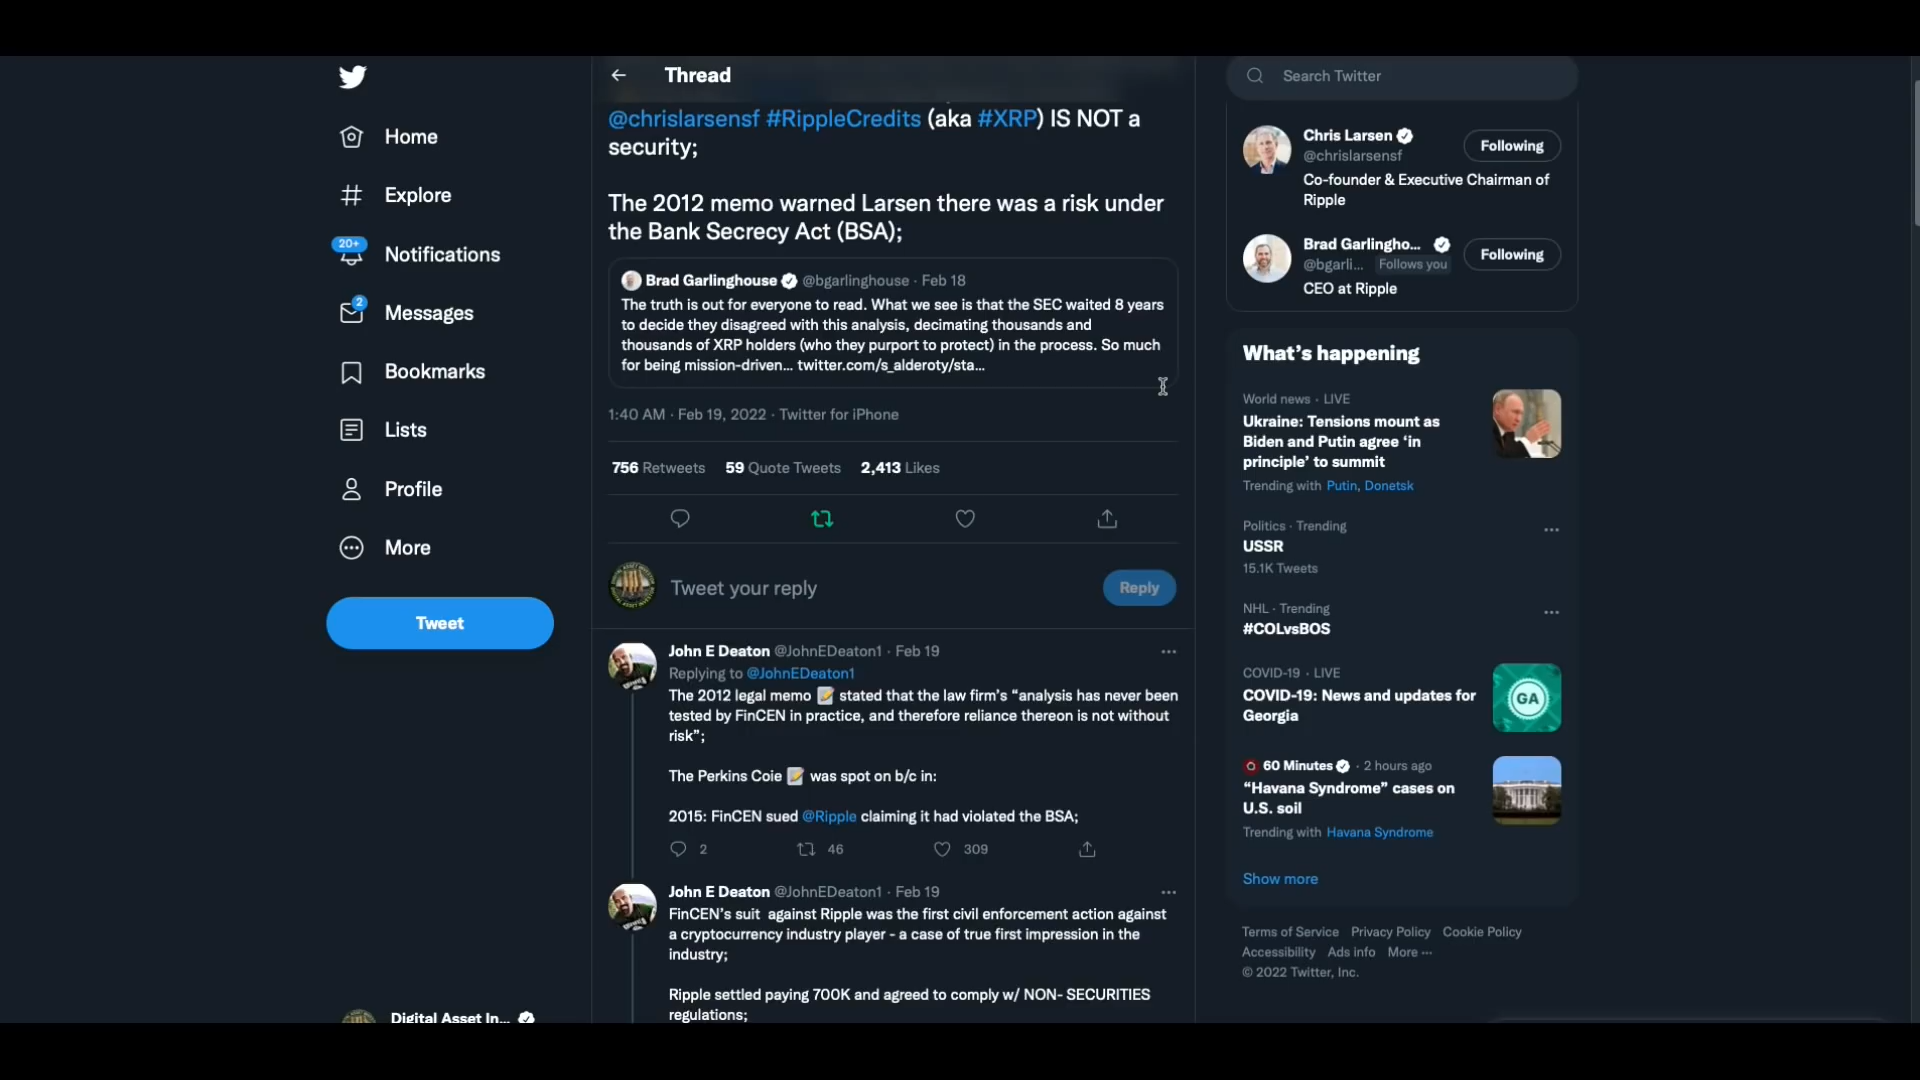 Home
Explore
20+
Notifications
2
Messages
Bookmarks
Lists
Profile
More
Tweet
Digital Asset In...
Thread
@chrislarsensf #RippleCredits (aka #XRP) IS NOT a
security;
The 2012 memo warned Larsen there was a risk under
the Bank Secrecy Act (BSA);
Brad Garlinghouse @bgarlinghouse · Feb 18
The truth is out for everyone to read. What we see is that the SEC waited 8 years
to decide they disagreed with this analysis, decimating thousands and
thousands of XRP holders (who they purport to protect) in the process. So much
for being mission-driven... twitter.com/s_alderoty/sta...
1:40 AM · Feb 19, 2022 · Twitter for iPhone
756 Retweets 59 Quote Tweets 2,413 Likes
Tweet your reply
Reply
John E Deaton @JohnEDeaton1 · Feb 19
Replying to @JohnEDeaton1
The 2012 legal memo 📝 stated that the law firm's “analysis has never been
tested by FinCEN in practice, and therefore reliance thereon is not without
risk”;
The Perkins Coie 📝 was spot on b/c in:
2015: FinCEN sued @Ripple claiming it had violated the BSA;
2 46 309
John E Deaton @JohnEDeaton1 · Feb 19
FinCEN's suit against Ripple was the first civil enforcement action against
a cryptocurrency industry player - a case of true first impression in the
industry;
Ripple settled paying 700K and agreed to comply w/ NON- SECURITIES
regulations;
Search Twitter
Chris Larsen
@chrislarsensf
Following
Co-founder & Executive Chairman of
Ripple
Brad Garlingho...
@bgarli... Follows you
Following
CEO at Ripple
What's happening
World news · LIVE
Ukraine: Tensions mount as
Biden and Putin agree ‘in
principle’ to summit
Trending with Putin, Donetsk
Politics · Trending
USSR
15.1K Tweets
NHL · Trending
#COLvsBOS
COVID-19 · LIVE
COVID-19: News and updates for
Georgia
GA
60 Minutes · 2 hours ago
“Havana Syndrome” cases on
U.S. soil
Trending with Havana Syndrome
Show more
Terms of Service Privacy Policy Cookie Policy
Accessibility Ads info More ...
© 2022 Twitter, Inc.